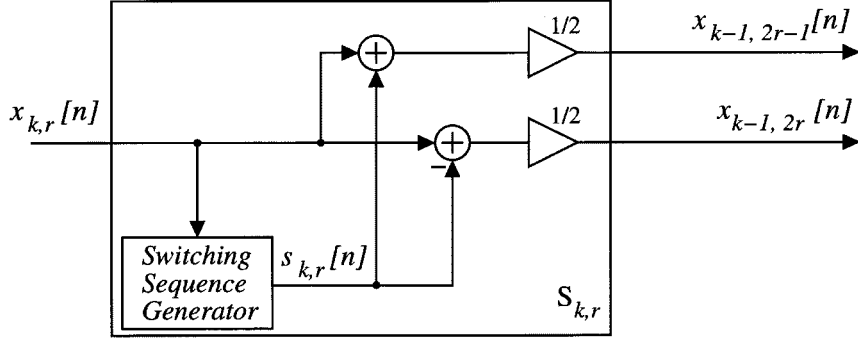 1/2
x_{k-1, 2r-1}[n]
+
x_{k,r}[n]
1/2
x_{k-1, 2r}[n]
+
−
Switching
Sequence
Generator
s_{k,r}[n]
S_{k,r}